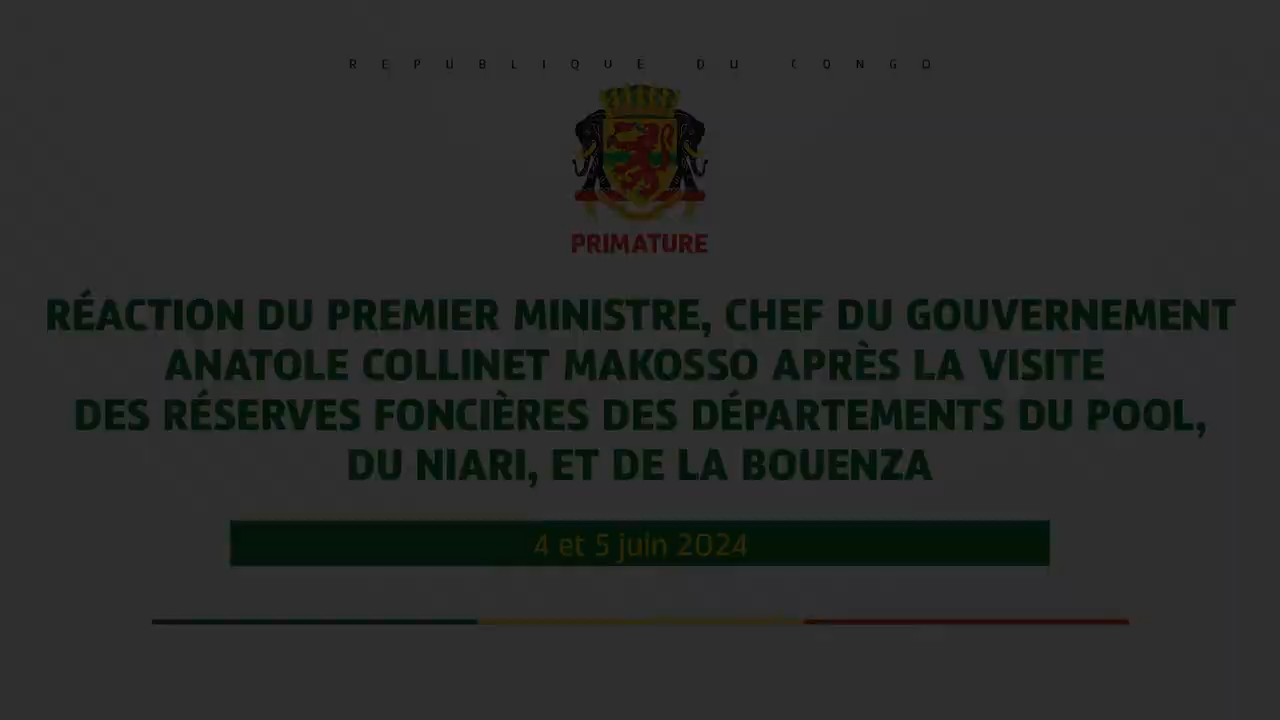 REPUBLIQUE DU CONGO
PRIMATURE
RÉACTION DU PREMIER MINISTRE, CHEF DU GOUVERNEMENT
ANATOLE COLLINET MAKOSSO APRÈS LA VISITE
DES RÉSERVES FONCIÈRES DES DÉPARTEMENTS DU POOL,
DU NIARI, ET DE LA BOUENZA
4 et 5 juin 2024